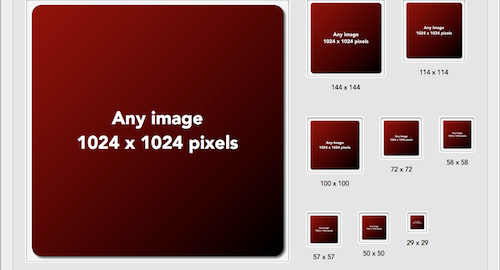 Any image
1024 x 1024 pixels
Any image
1024 x 1024 pixels
144 x 144
Any image
1024 x 1024 pixels
114 x 114
Any image
1024 x 1024 pixels
100 x 100
Any image
1024 x 1024 pixels
72 x 72
Any image
1024 x 1024 pixels
58 x 58
Any image
1024 x 1024 pixels
57 x 57
Any image
1024 x 1024 pixels
50 x 50
29 x 29